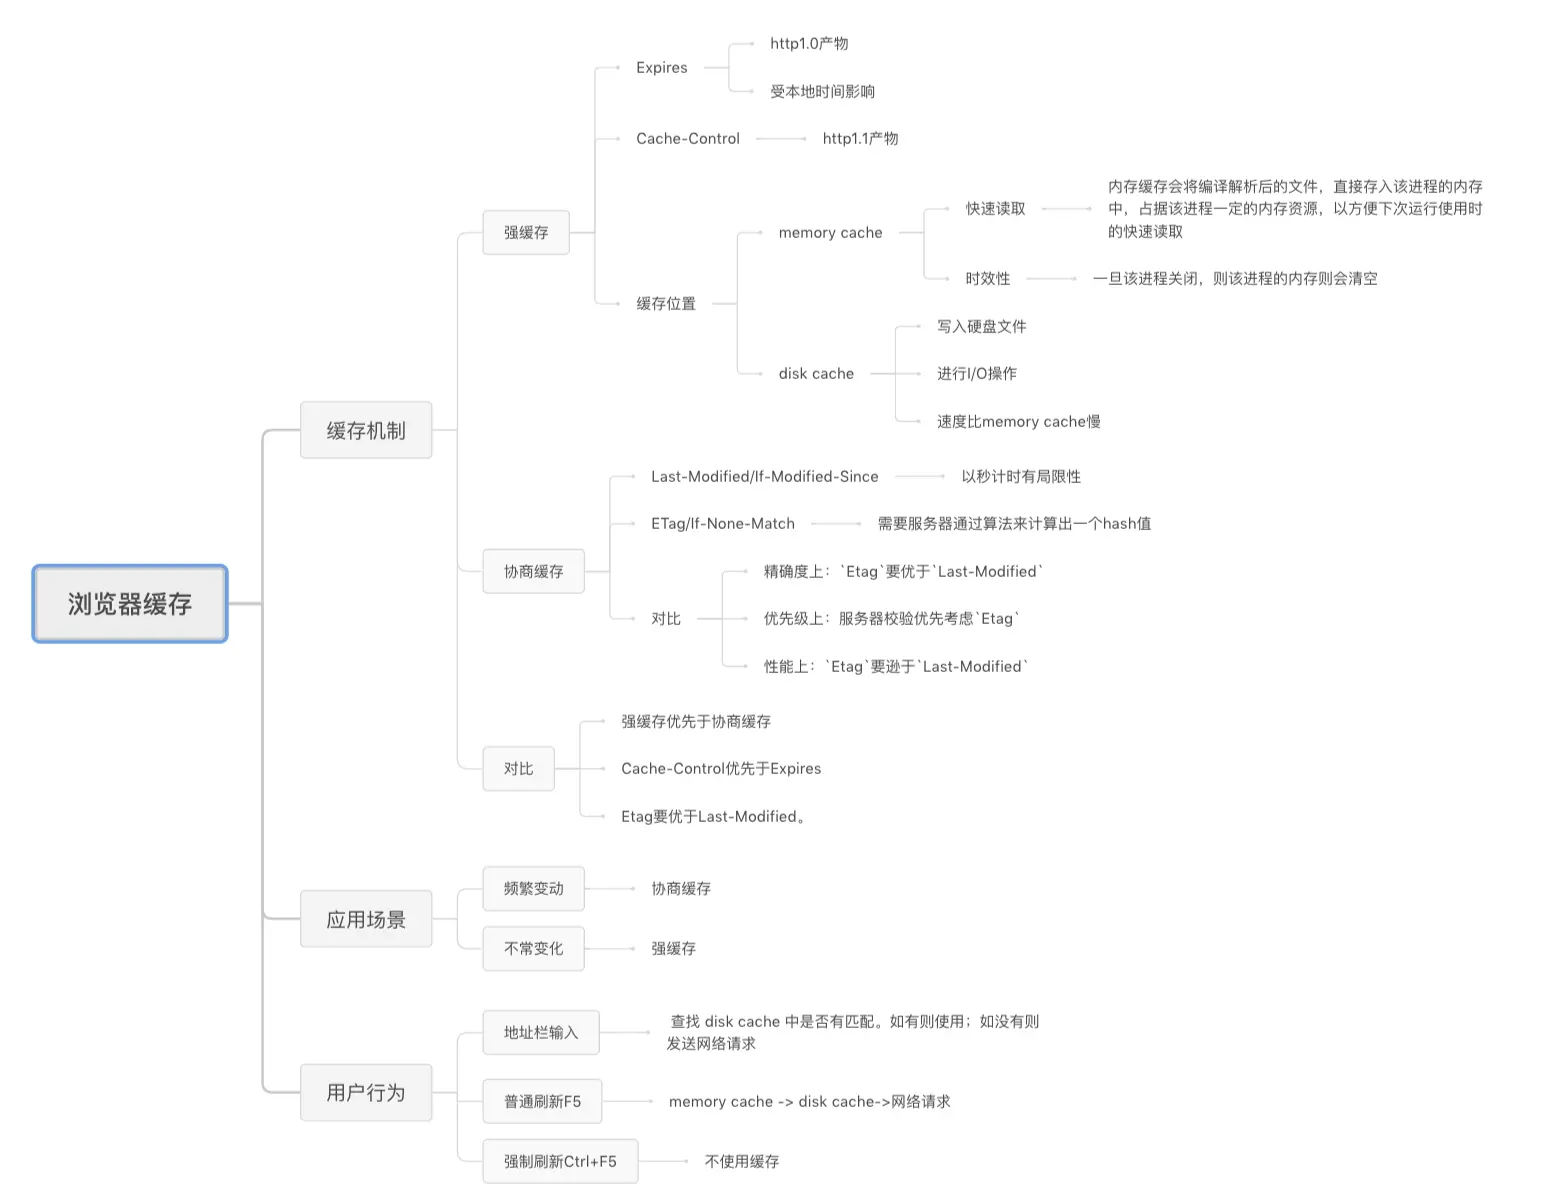 浏览器缓存
缓存机制
强缓存
Expires
http1.0产物
受本地时间影响
Cache-Control
http1.1产物
缓存位置
memory cache
快速读取
内存缓存会将编译解析后的文件，直接存入该进程的内存
中，占据该进程一定的内存资源，以方便下次运行使用时
的快速读取
时效性
一旦该进程关闭，则该进程的内存则会清空
disk cache
写入硬盘文件
进行I/O操作
速度比memory cache慢
协商缓存
Last-Modified/If-Modified-Since
以秒计时有局限性
ETag/If-None-Match
需要服务器通过算法来计算出一个hash值
对比
精确度上：`Etag`要优于`Last-Modified`
优先级上：服务器校验优先考虑`Etag`
性能上：`Etag`要逊于`Last-Modified`
对比
强缓存优先于协商缓存
Cache-Control优先于Expires
Etag要优于Last-Modified。
应用场景
频繁变动
协商缓存
不常变化
强缓存
用户行为
地址栏输入
查找 disk cache 中是否有匹配。如有则使用；如没有则
发送网络请求
普通刷新F5
memory cache -> disk cache->网络请求
强制刷新Ctrl+F5
不使用缓存